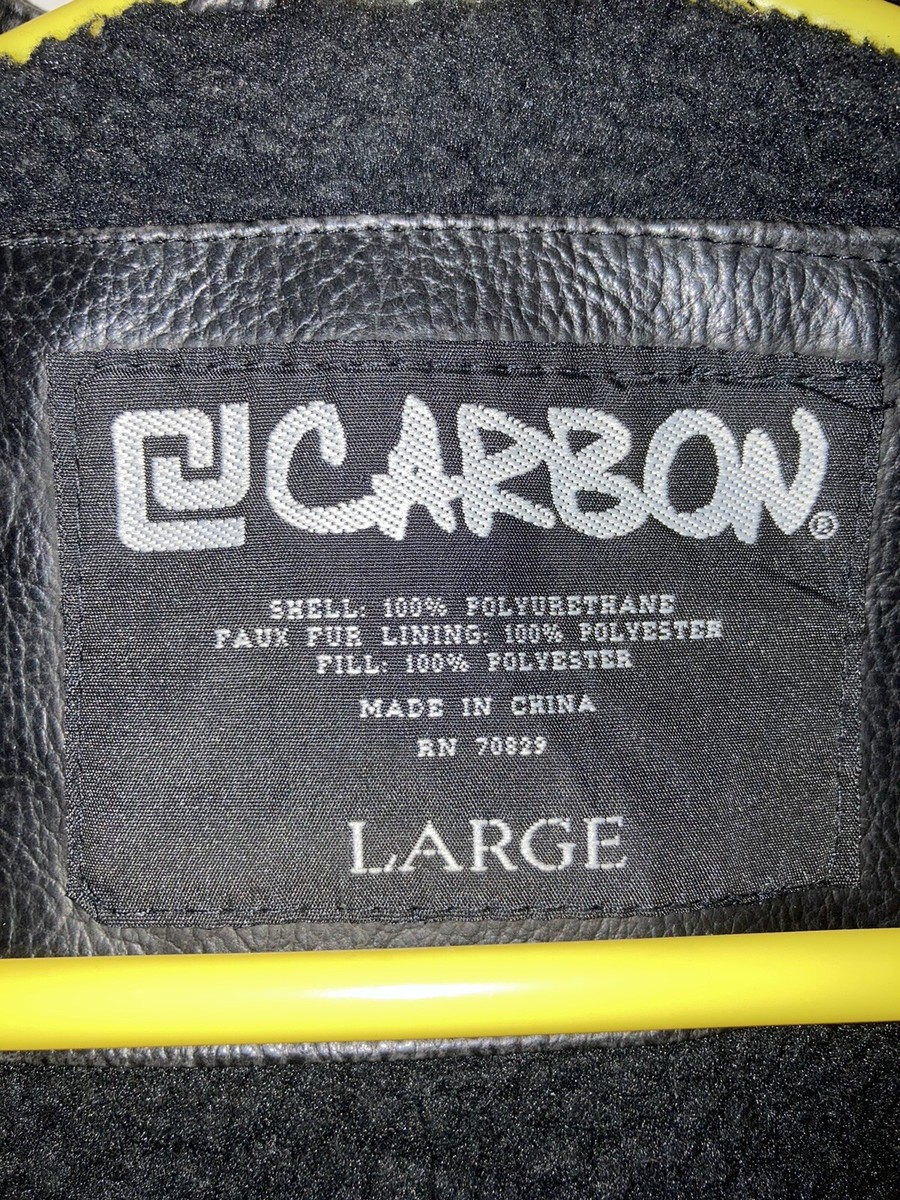 CARBON®
SHELL: 100% POLYURETHANE
FAUX FUR LINING: 100% POLYESTER
FILL: 100% POLYESTER
MADE IN CHINA
RN 70829
LARGE